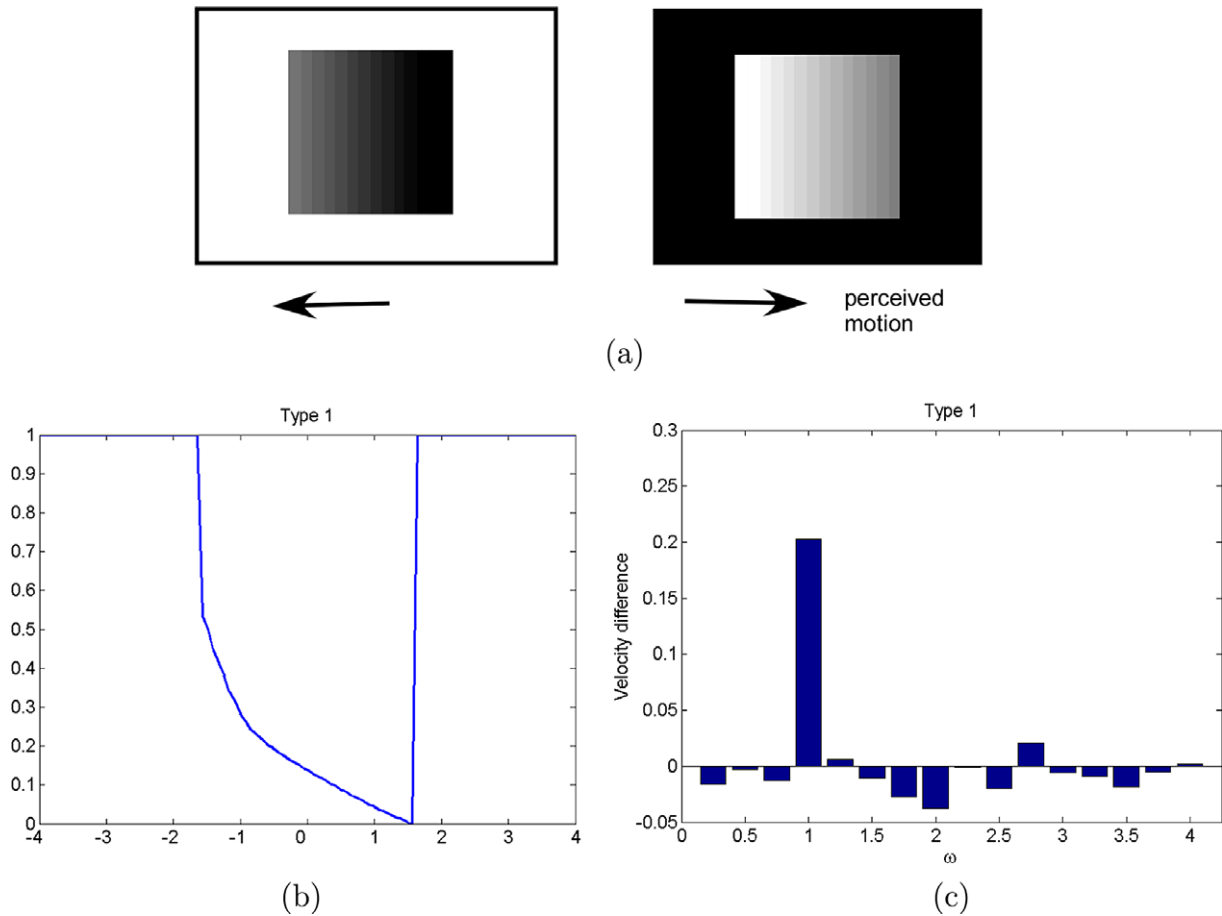 perceived
motion
(a)
Type 1
1
0.9
0.8
0.7
0.6
0.5
0.4
0.3
0.2
0.1
0
-4 -3 -2 -1 0 1 2 3 4
(b)
Type 1
Velocity difference
0.3
0.25
0.2
0.15
0.1
0.05
0
-0.05
0 0.5 1 1.5 2 2.5 3 3.5 4
ω
(c)